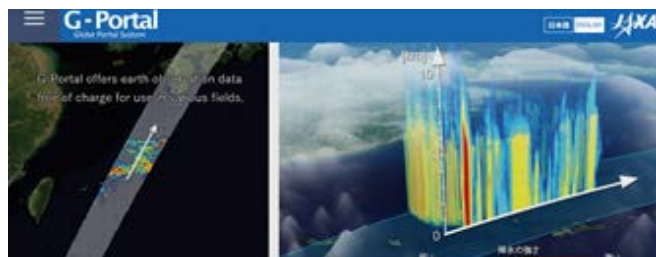 G-Portal
Globe Portal System
日本語 ENGLISH
JAXA
G-Portal offers earth observation data
free of charge for use in various fields.
[km]
10
0
降水の強さ